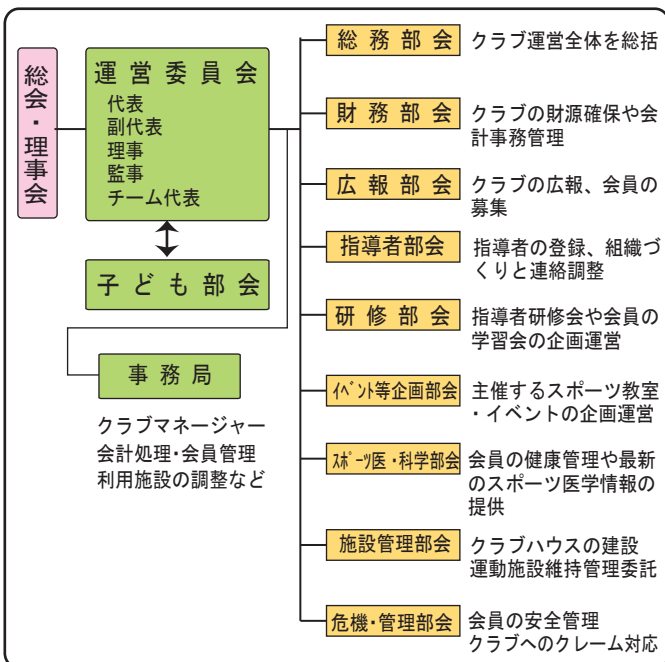 総会・理事会
運営委員会
代表
副代表
理事
監事
チーム代表
子ども部会
事務局
クラブマネージャー
会計処理・会員管理
利用施設の調整など
総務部会
クラブ運営全体を総括
財務部会
クラブの財源確保や会
計事務管理
広報部会
クラブの広報、会員の
募集
指導者部会
指導者の登録、組織づ
くりと連絡調整
研修部会
指導者研修会や会員の
学習会の企画運営
ｲﾍﾞﾝﾄ等企画部会
主催するスポーツ教室
・イベントの企画運営
ｽﾎﾟｰﾂ医・科学部会
会員の健康管理や最新
のスポーツ医学情報の
提供
施設管理部会
クラブハウスの建設
運動施設維持管理委託
危機・管理部会
会員の安全管理
クラブへのクレーム対応